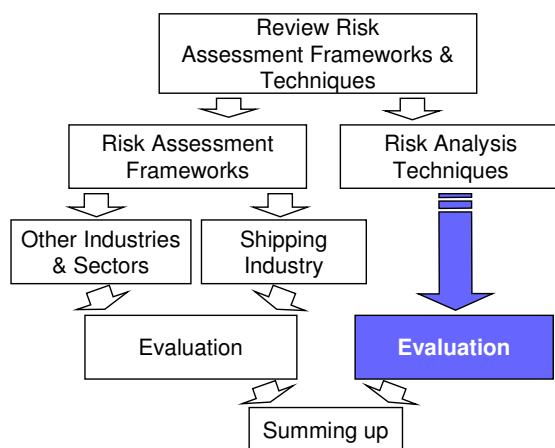 Review Risk
Assessment Frameworks &
Techniques
Risk Assessment
Frameworks
Risk Analysis
Techniques
Other Industries
& Sectors
Shipping
Industry
Evaluation
Evaluation
Summing up